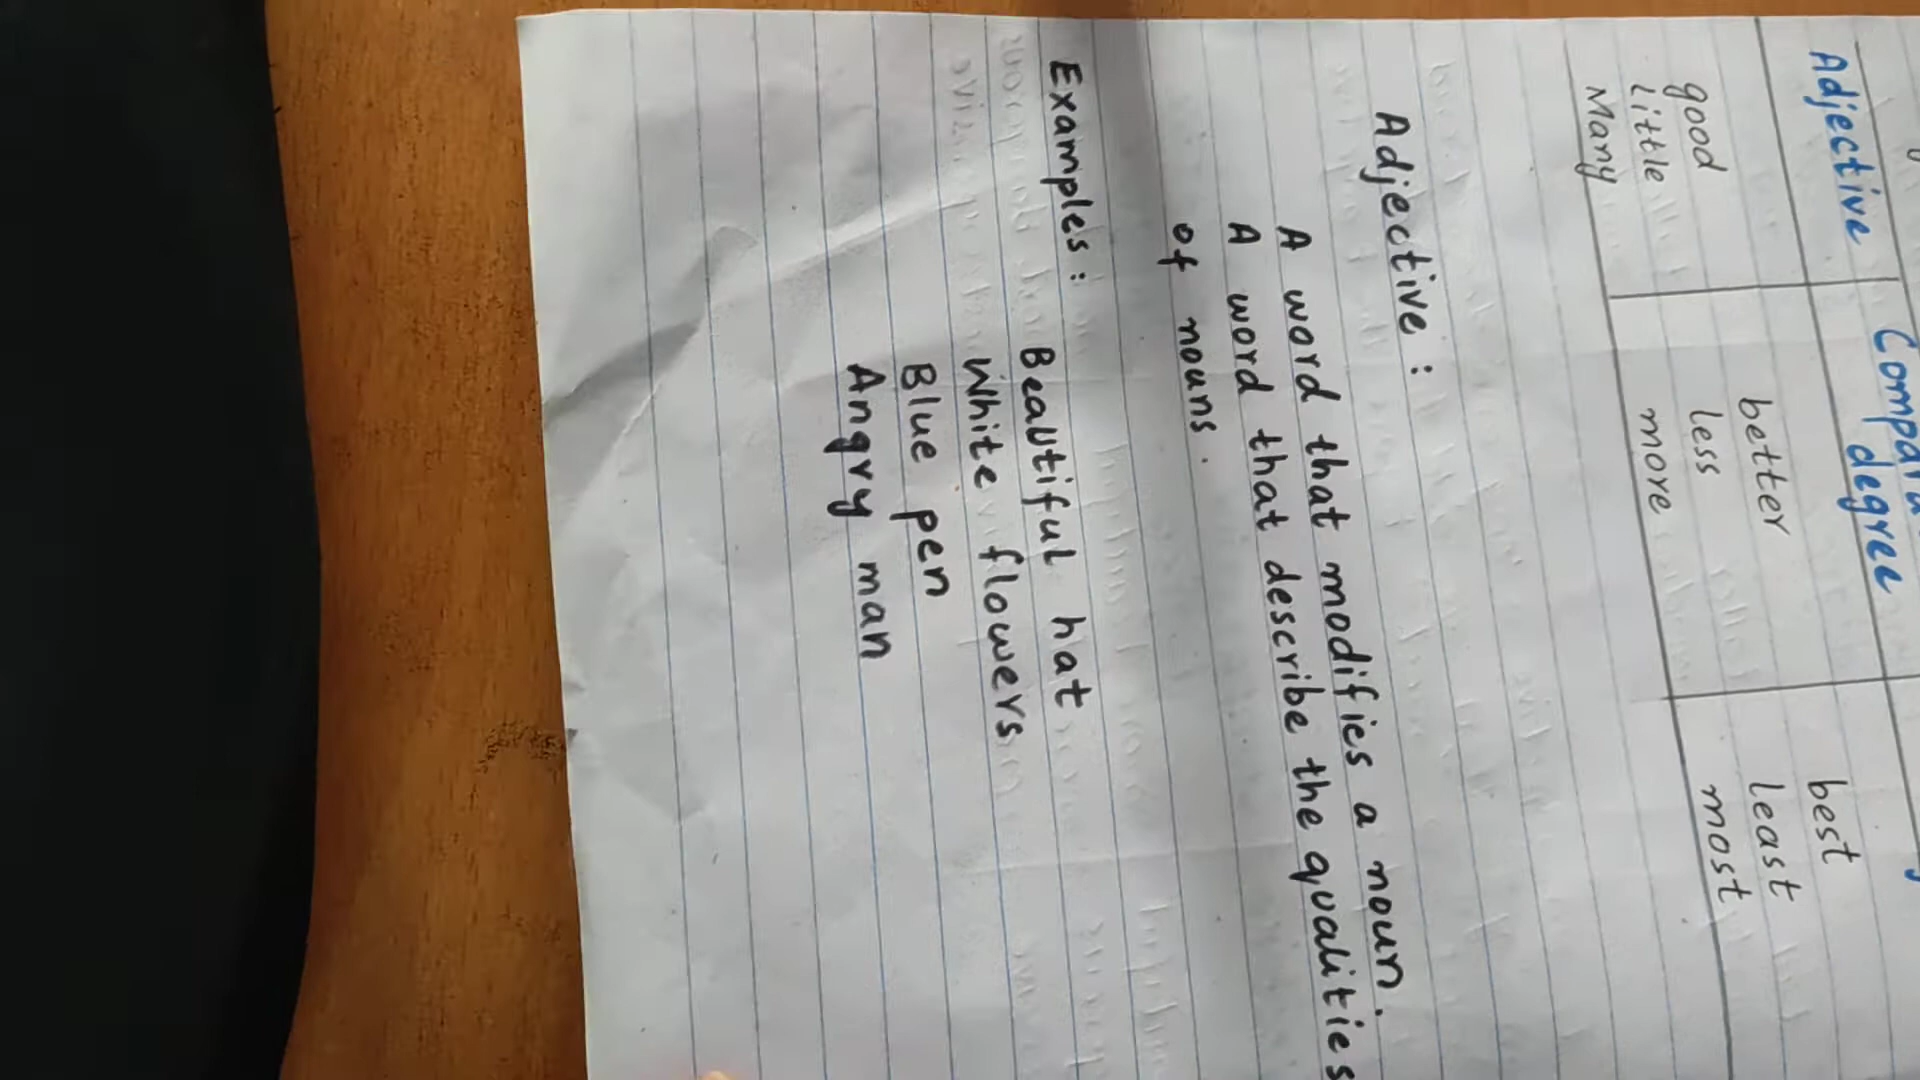 Adjective Compara
degree
good better best
little less least
Many more most
Adjective :
A word that modifies a noun.
A word that describe the qualities
of nouns.
Examples : Beautiful hat
White flowers
Blue pen
Angry man